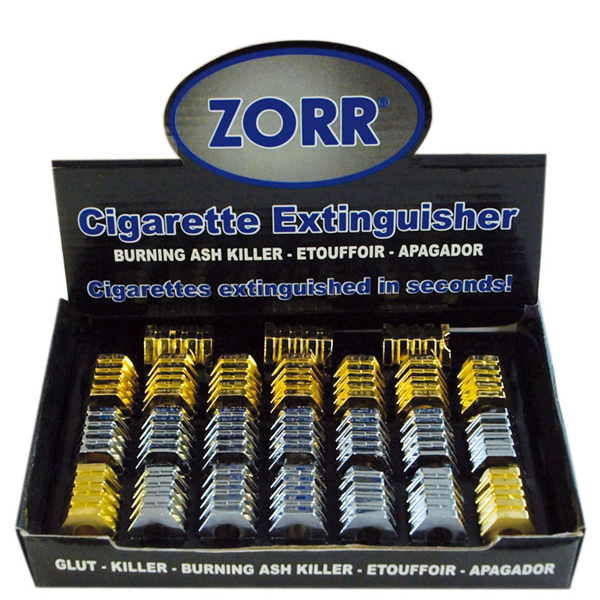 ZORR®
Cigarette Extinguisher
BURNING ASH KILLER - ETOUFFOIR - APAGADOR
Cigarettes extinguished in seconds!
GLUT - KILLER - BURNING ASH KILLER - ETOUFFOIR - APAGADOR